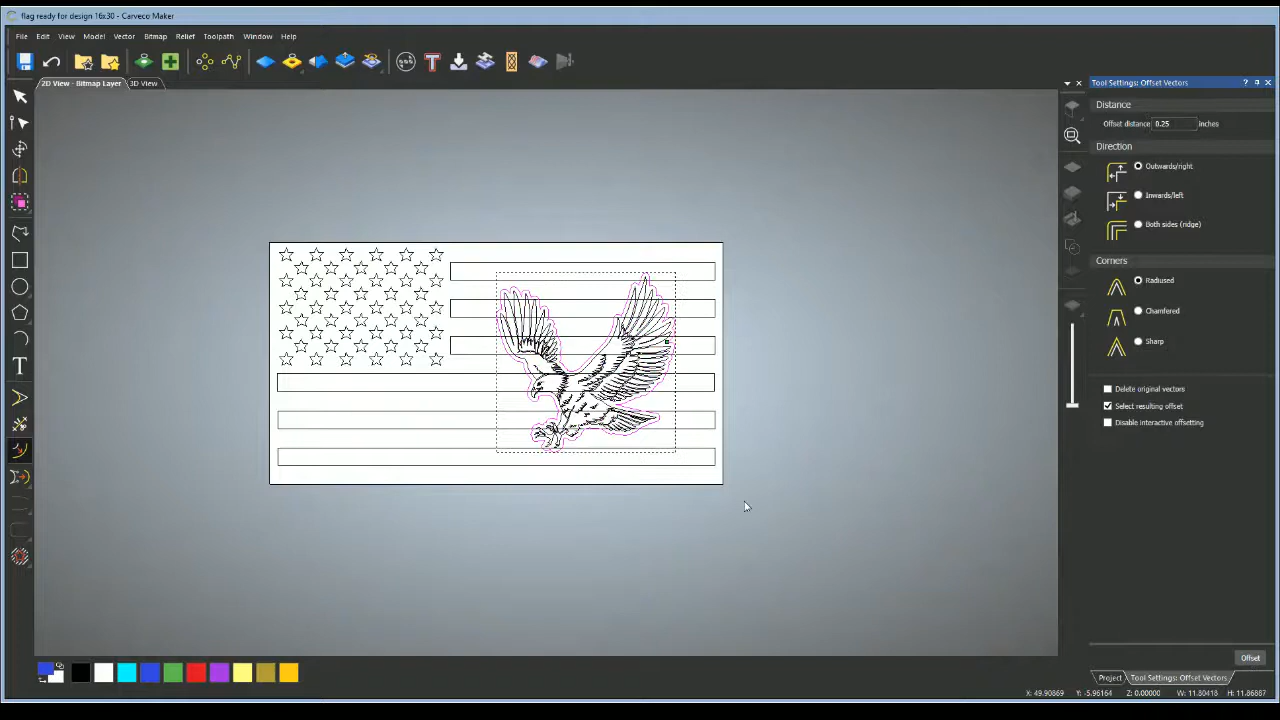 flag ready for design 16x30 - Carveco Maker
File Edit View Model Vector Bitmap Relief Toolpath Window Help
2D View - Bitmap Layer 3D View
Tool Settings: Offset Vectors
Distance
Offset distance 0.25 inches
Direction
Outwards/right
Inwards/left
Both sides (ridge)
Corners
Radiused
Chamfered
Sharp
Delete original vectors
Select resulting offset
Disable interactive offsetting
Offset
Project Tool Settings: Offset Vectors
X: 49.90869 Y: -5.96164 Z: 0.00000 W: 11.80418 H: 11.86887